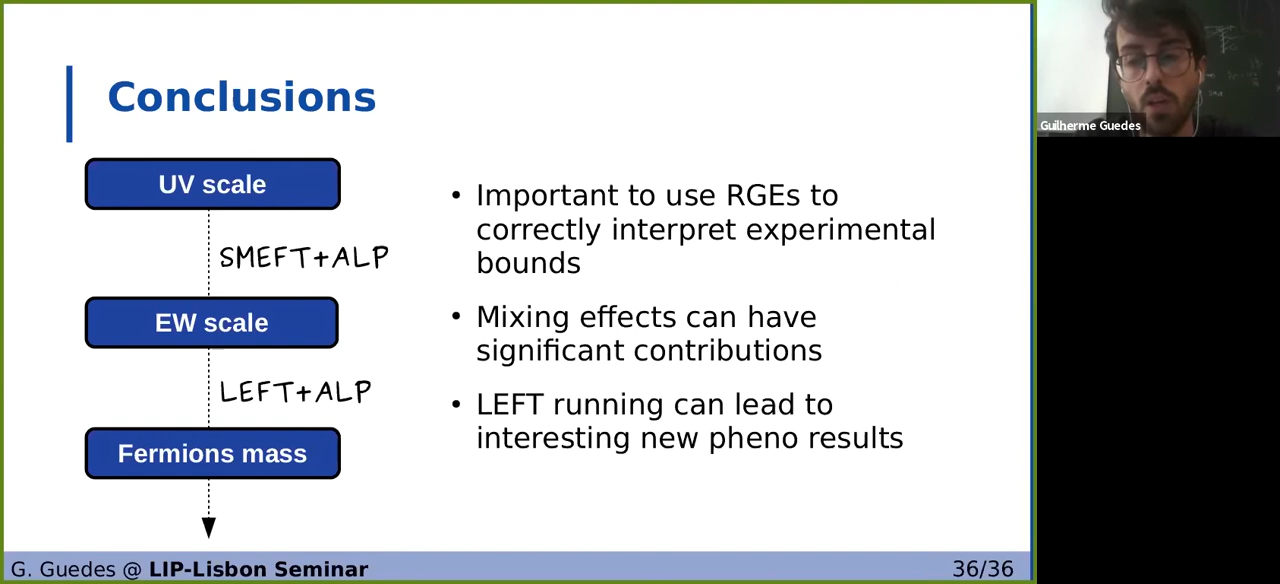 Conclusions
UV scale
SMEFT+ALP
EW scale
LEFT+ALP
Fermions mass
• Important to use RGEs to
correctly interpret experimental
bounds
• Mixing effects can have
significant contributions
• LEFT running can lead to
interesting new pheno results
G. Guedes @ LIP-Lisbon Seminar
36/36
Guilherme Guedes